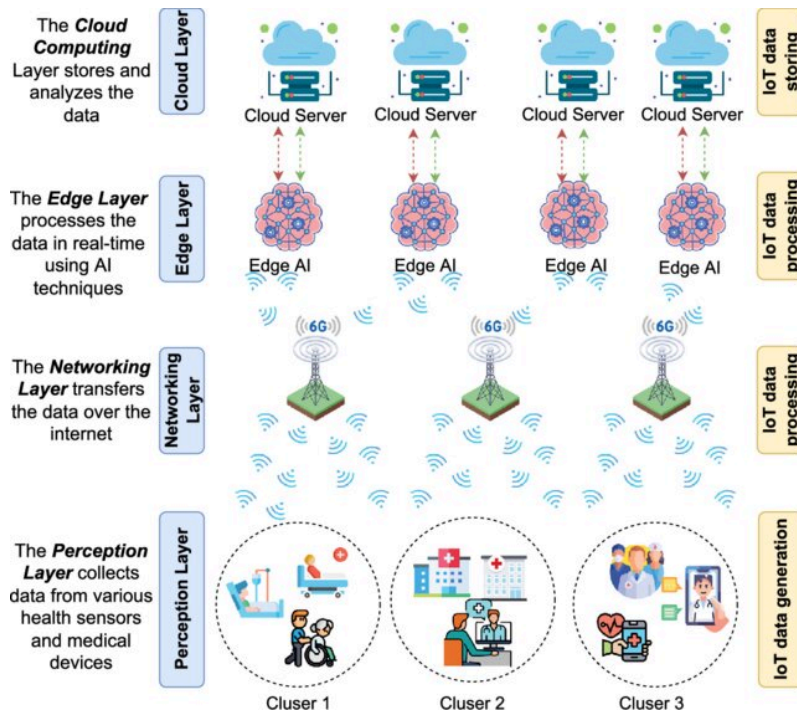 The Cloud
Computing
Layer stores and
analyzes the
data
Cloud Layer
Cloud Server
Cloud Server
Cloud Server
Cloud Server
IoT data
storing
The Edge Layer
processes the
data in real-time
using AI
techniques
Edge Layer
Edge AI
Edge AI
Edge AI
Edge AI
IoT data
processing
The Networking
Layer transfers
the data over the
internet
Networking
Layer
6G
6G
6G
IoT data
processing
The Perception
Layer collects
data from various
health sensors
and medical
devices
Perception Layer
Cluser 1
Cluser 2
Cluser 3
IoT data generation